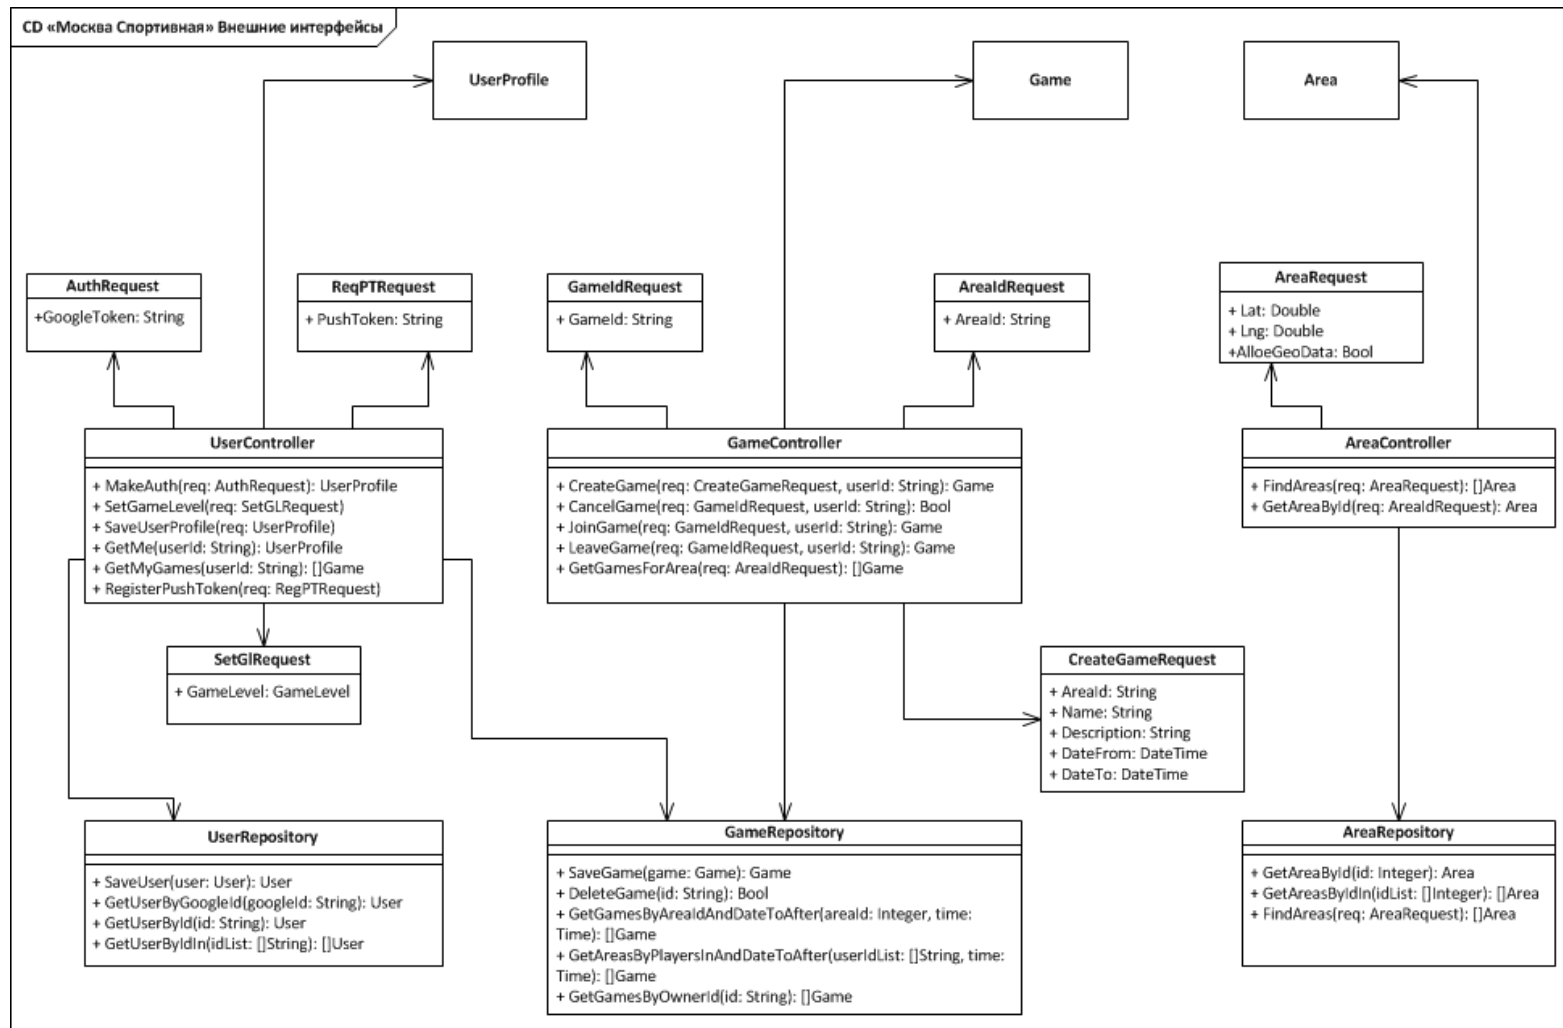 CD «Москва Спортивная» Внешние интерфейсы
UserProfile
Game
Area
AuthRequest
+GoogleToken: String
ReqPTRequest
+ PushToken: String
GameIdRequest
+ GameId: String
AreaIdRequest
+ AreaId: String
AreaRequest
+ Lat: Double
+ Lng: Double
+AlloeGeoData: Bool
UserController
+ MakeAuth(req: AuthRequest): UserProfile
+ SetGameLevel(req: SetGLRequest)
+ SaveUserProfile(req: UserProfile)
+ GetMe(userId: String): UserProfile
+ GetMyGames(userId: String): []Game
+ RegisterPushToken(req: RegPTRequest)
GameController
+ CreateGame(req: CreateGameRequest, userId: String): Game
+ CancelGame(req: GameIdRequest, userId: String): Bool
+ JoinGame(req: GameIdRequest, userId: String): Game
+ LeaveGame(req: GameIdRequest, userId: String): Game
+ GetGamesForArea(req: AreaIdRequest): []Game
AreaController
+ FindAreas(req: AreaRequest): []Area
+ GetAreaById(req: AreaIdRequest): Area
SetGlRequest
+ GameLevel: GameLevel
CreateGameRequest
+ AreaId: String
+ Name: String
+ Description: String
+ DateFrom: DateTime
+ DateTo: DateTime
UserRepository
+ SaveUser(user: User): User
+ GetUserByGoogleId(googleId: String): User
+ GetUserById(id: String): User
+ GetUserByIdIn(idList: []String): []User
GameRepository
+ SaveGame(game: Game): Game
+ DeleteGame(id: String): Bool
+ GetGamesByAreaIdAndDateToAfter(areaId: Integer, time:
Time): []Game
+ GetAreasByPlayersInAndDateToAfter(userIdList: []String, time:
Time): []Game
+ GetGamesByOwnerId(id: String): []Game
AreaRepository
+ GetAreaById(id: Integer): Area
+ GetAreasByIdIn(idList: []Integer): []Area
+ FindAreas(req: AreaRequest): []Area